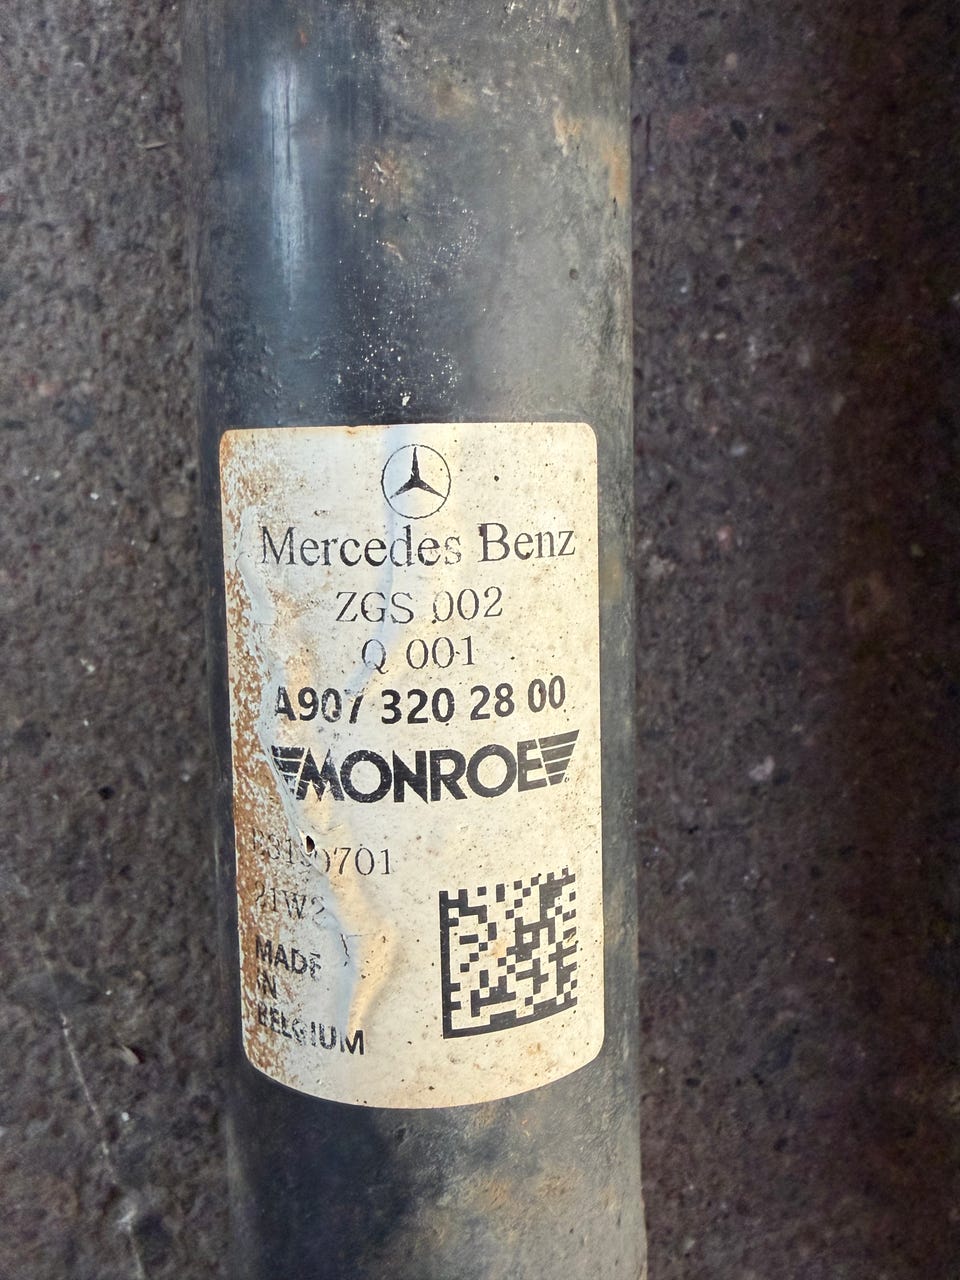 Mercedes Benz
ZGS 002
Q 001
A907 320 28 00
MONROE
MADE
IN
BELGIUM